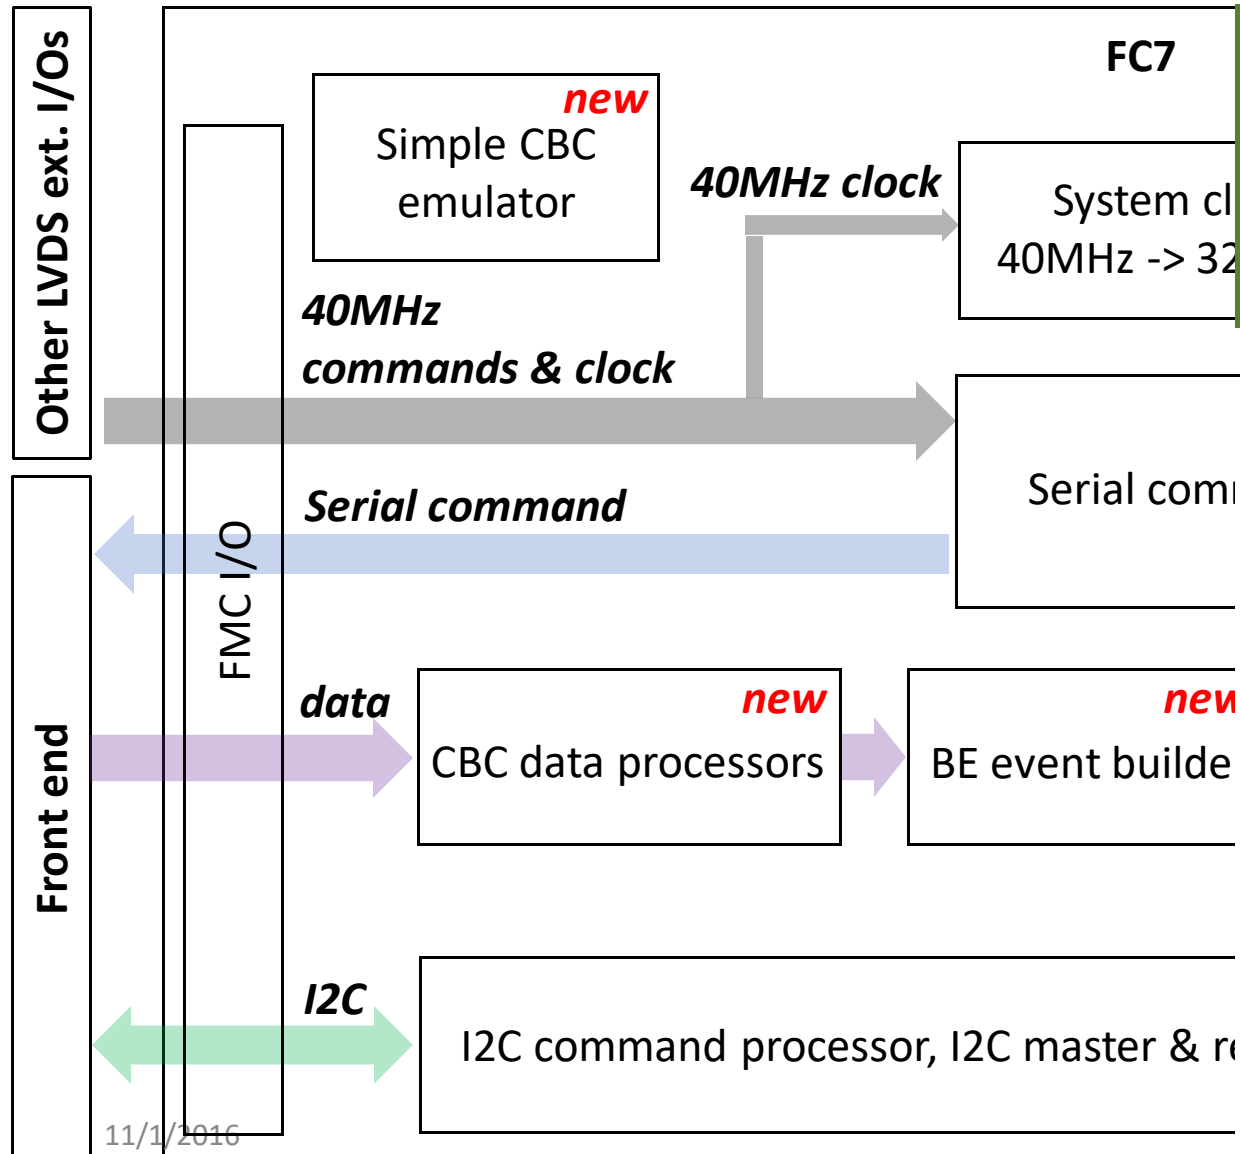 Other LVDS ext. I/Os
FC7
new
Simple CBC
emulator
40MHz clock
System cl
40MHz -> 32
40MHz
commands & clock
Serial command
Serial com
FMC I/O
data
new
CBC data processors
new
BE event builde
Front end
I2C
I2C command processor, I2C master & re
11/1/2016